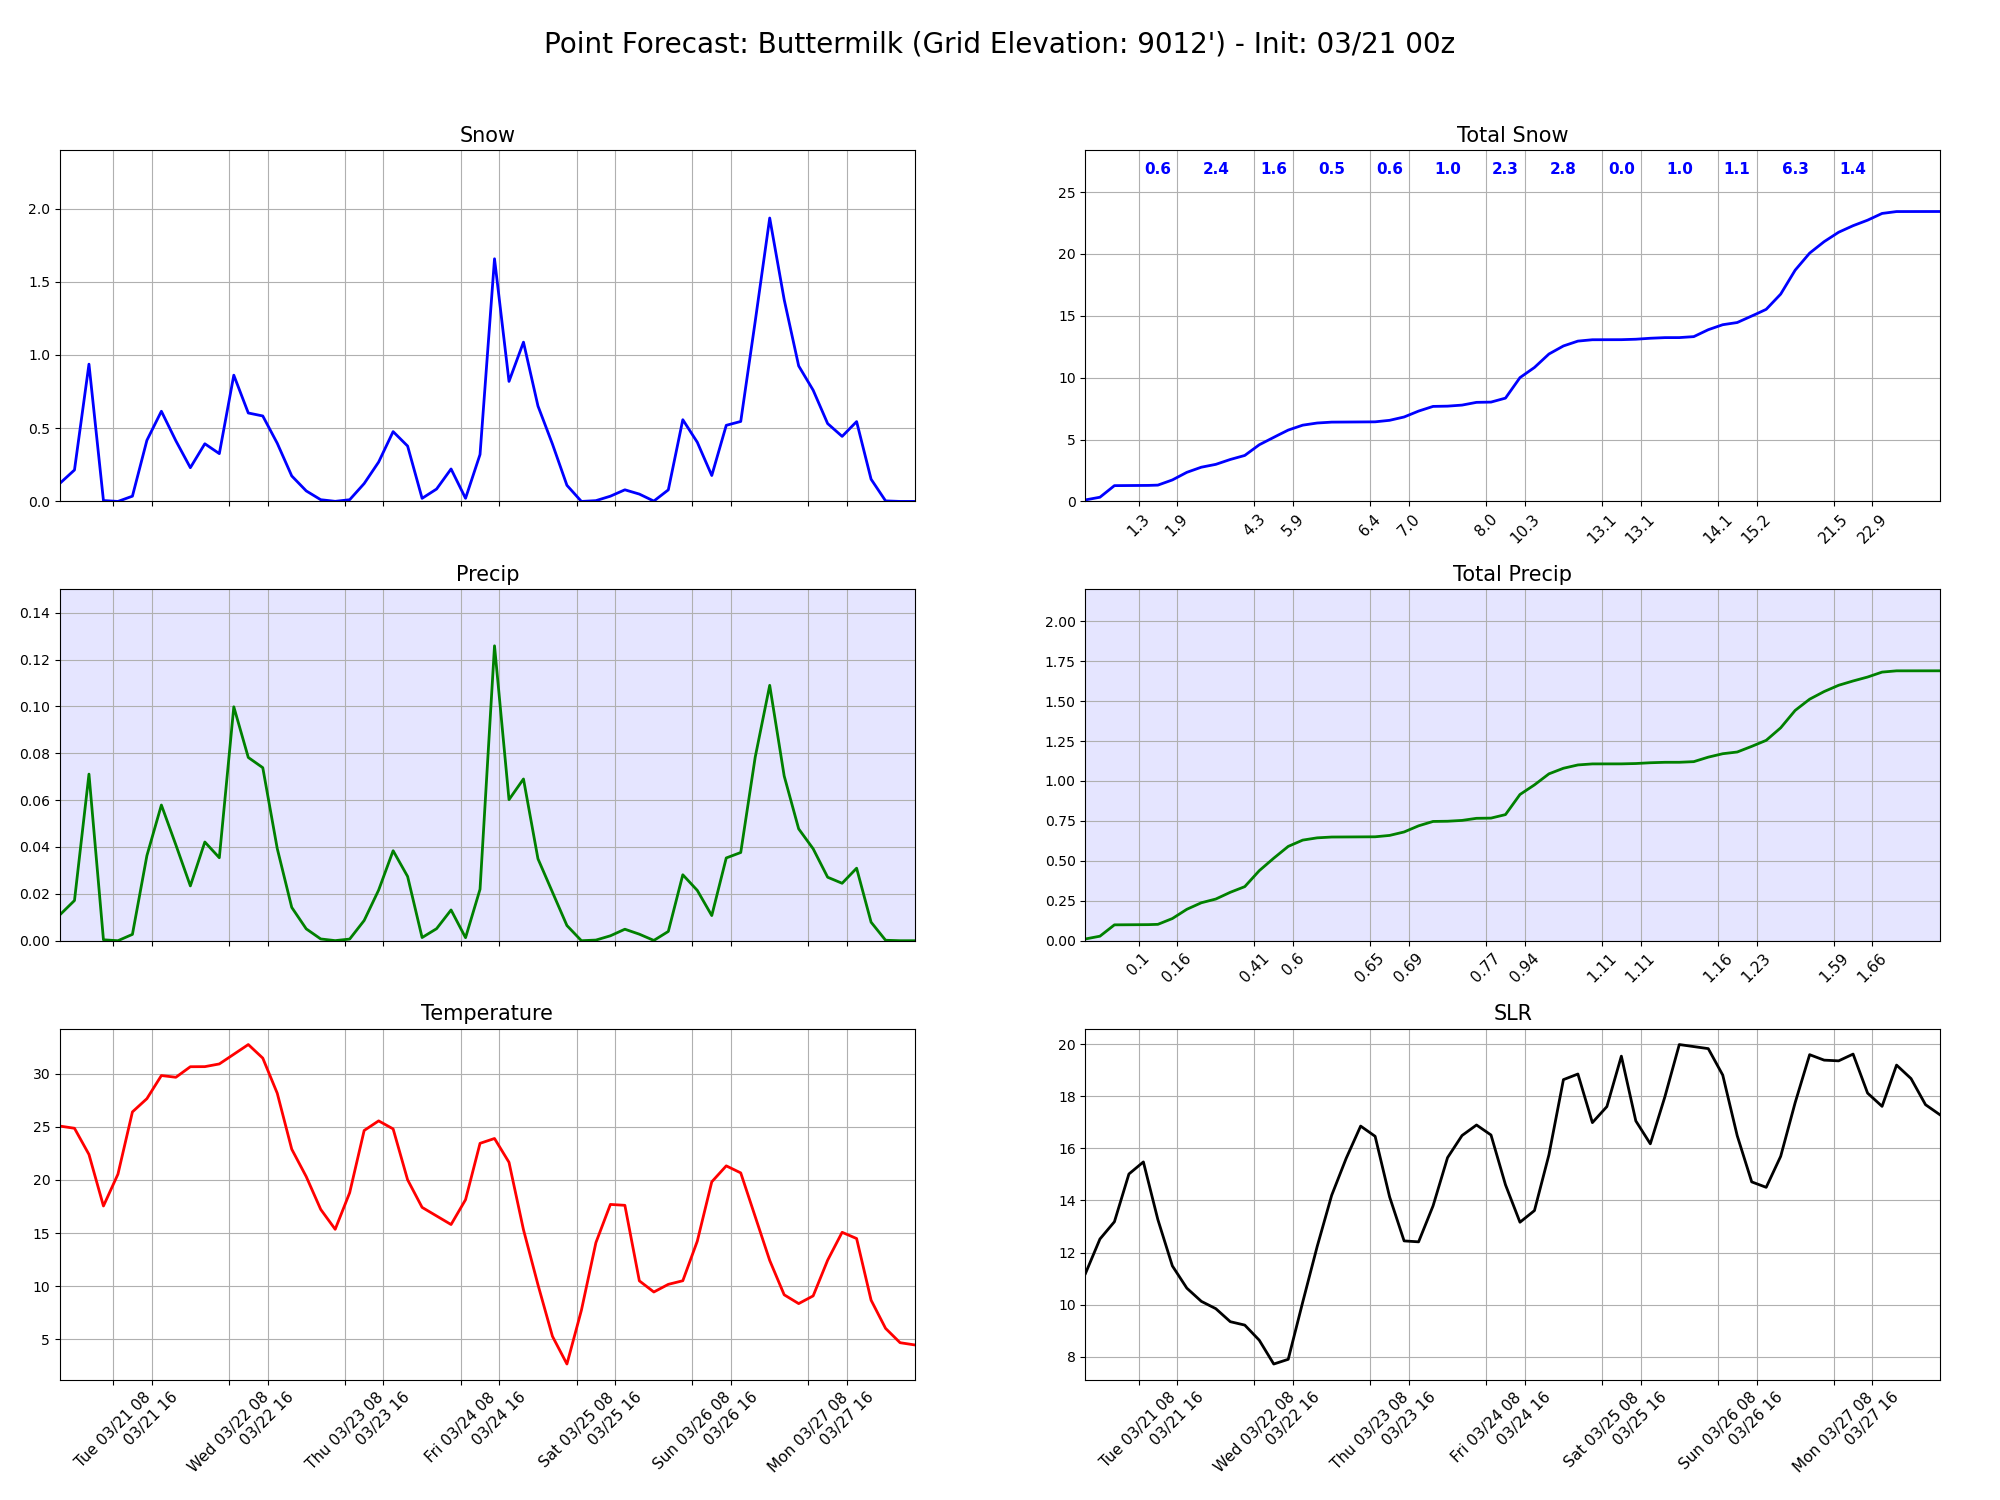 Point Forecast: Buttermilk (Grid Elevation: 9012') - Init: 03/21 00z
Snow
2.0
1.5
1.0
0.5
0.0
Total Snow
0.6 2.4 1.6 0.5 0.6 1.0 2.3 2.8 0.0 1.0 1.1 6.3 1.4
25
20
15
10
5
0
1.3 1.9 4.3 5.9 6.4 7.0 8.0 10.3 13.1 13.1 14.1 15.2 21.5 22.9
Precip
0.14
0.12
0.10
0.08
0.06
0.04
0.02
0.00
Total Precip
2.00
1.75
1.50
1.25
1.00
0.75
0.50
0.25
0.00
0.1 0.16 0.41 0.6 0.65 0.69 0.77 0.94 1.11 1.11 1.16 1.23 1.59 1.66
Temperature
30
25
20
15
10
5
Tue 03/21 08
03/21 16
Wed 03/22 08
03/22 16
Thu 03/23 08
03/23 16
Fri 03/24 08
03/24 16
Sat 03/25 08
03/25 16
Sun 03/26 08
03/26 16
Mon 03/27 08
03/27 16
SLR
20
18
16
14
12
10
8
Tue 03/21 08
03/21 16
Wed 03/22 08
03/22 16
Thu 03/23 08
03/23 16
Fri 03/24 08
03/24 16
Sat 03/25 08
03/25 16
Sun 03/26 08
03/26 16
Mon 03/27 08
03/27 16